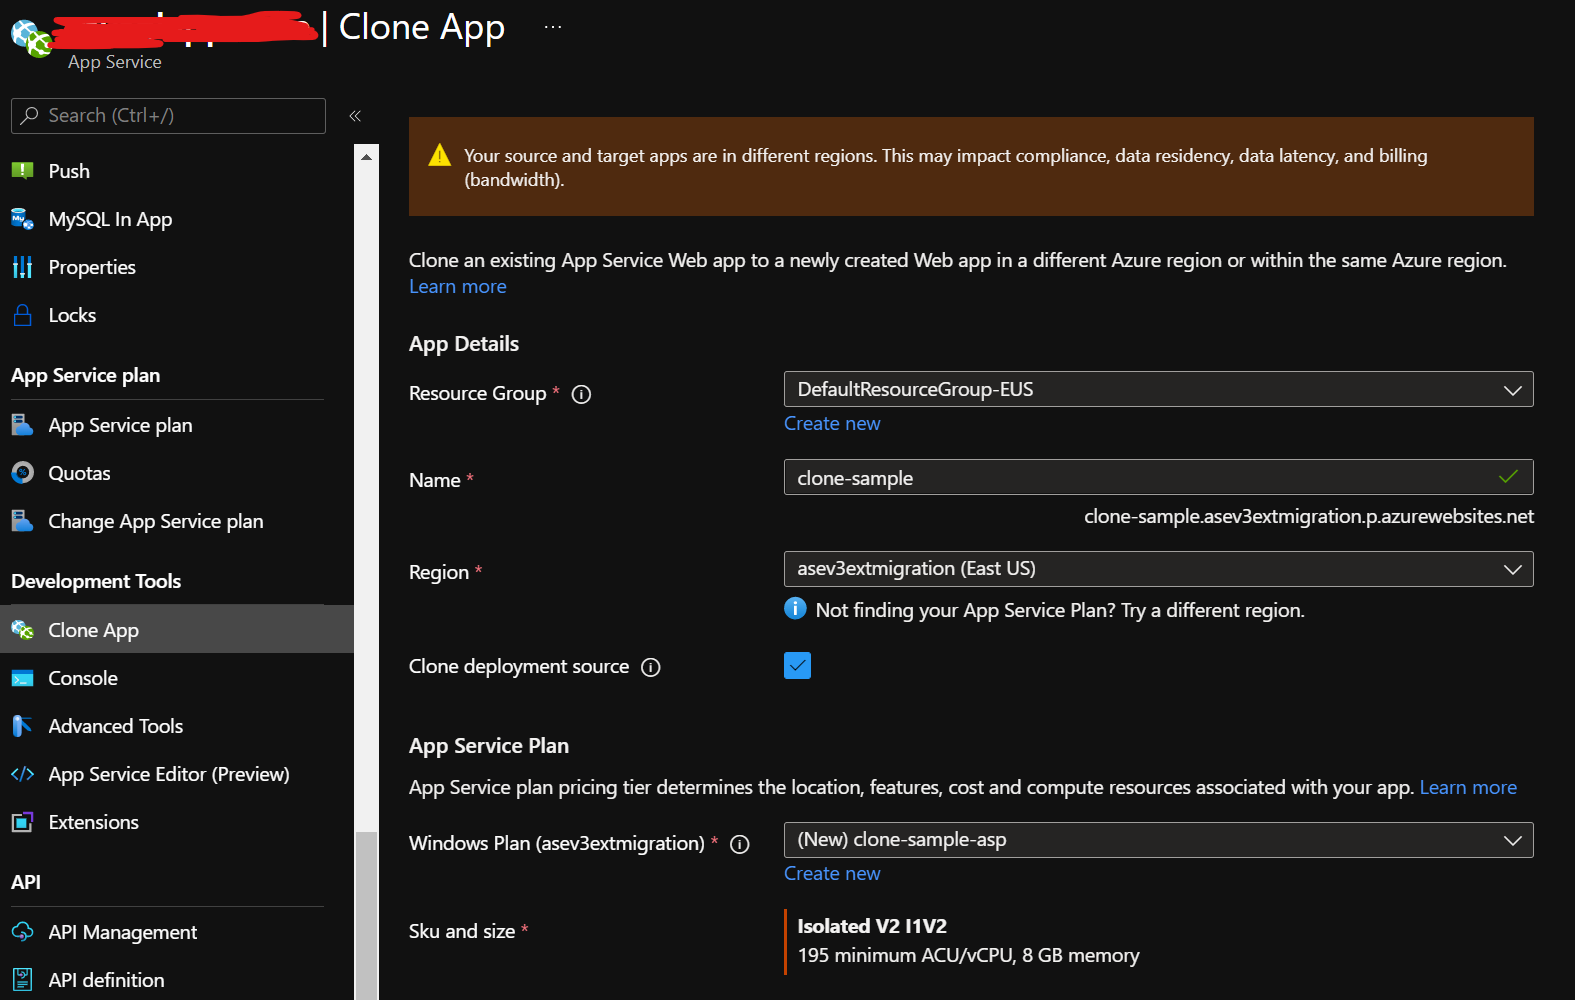 | Clone App ...
App Service
Search (Ctrl+/)
«
Push
MySQL In App
Properties
Locks
App Service plan
App Service plan
Quotas
Change App Service plan
Development Tools
Clone App
Console
Advanced Tools
App Service Editor (Preview)
Extensions
API
API Management
API definition
Your source and target apps are in different regions. This may impact compliance, data residency, data latency, and billing
(bandwidth).
Clone an existing App Service Web app to a newly created Web app in a different Azure region or within the same Azure region.
Learn more
App Details
Resource Group *
DefaultResourceGroup-EUS
Create new
Name *
clone-sample
clone-sample.asev3extmigration.p.azurewebsites.net
Region *
asev3extmigration (East US)
Not finding your App Service Plan? Try a different region.
Clone deployment source
App Service Plan
App Service plan pricing tier determines the location, features, cost and compute resources associated with your app. Learn more
Windows Plan (asev3extmigration) *
(New) clone-sample-asp
Create new
Sku and size *
Isolated V2 I1V2
195 minimum ACU/vCPU, 8 GB memory